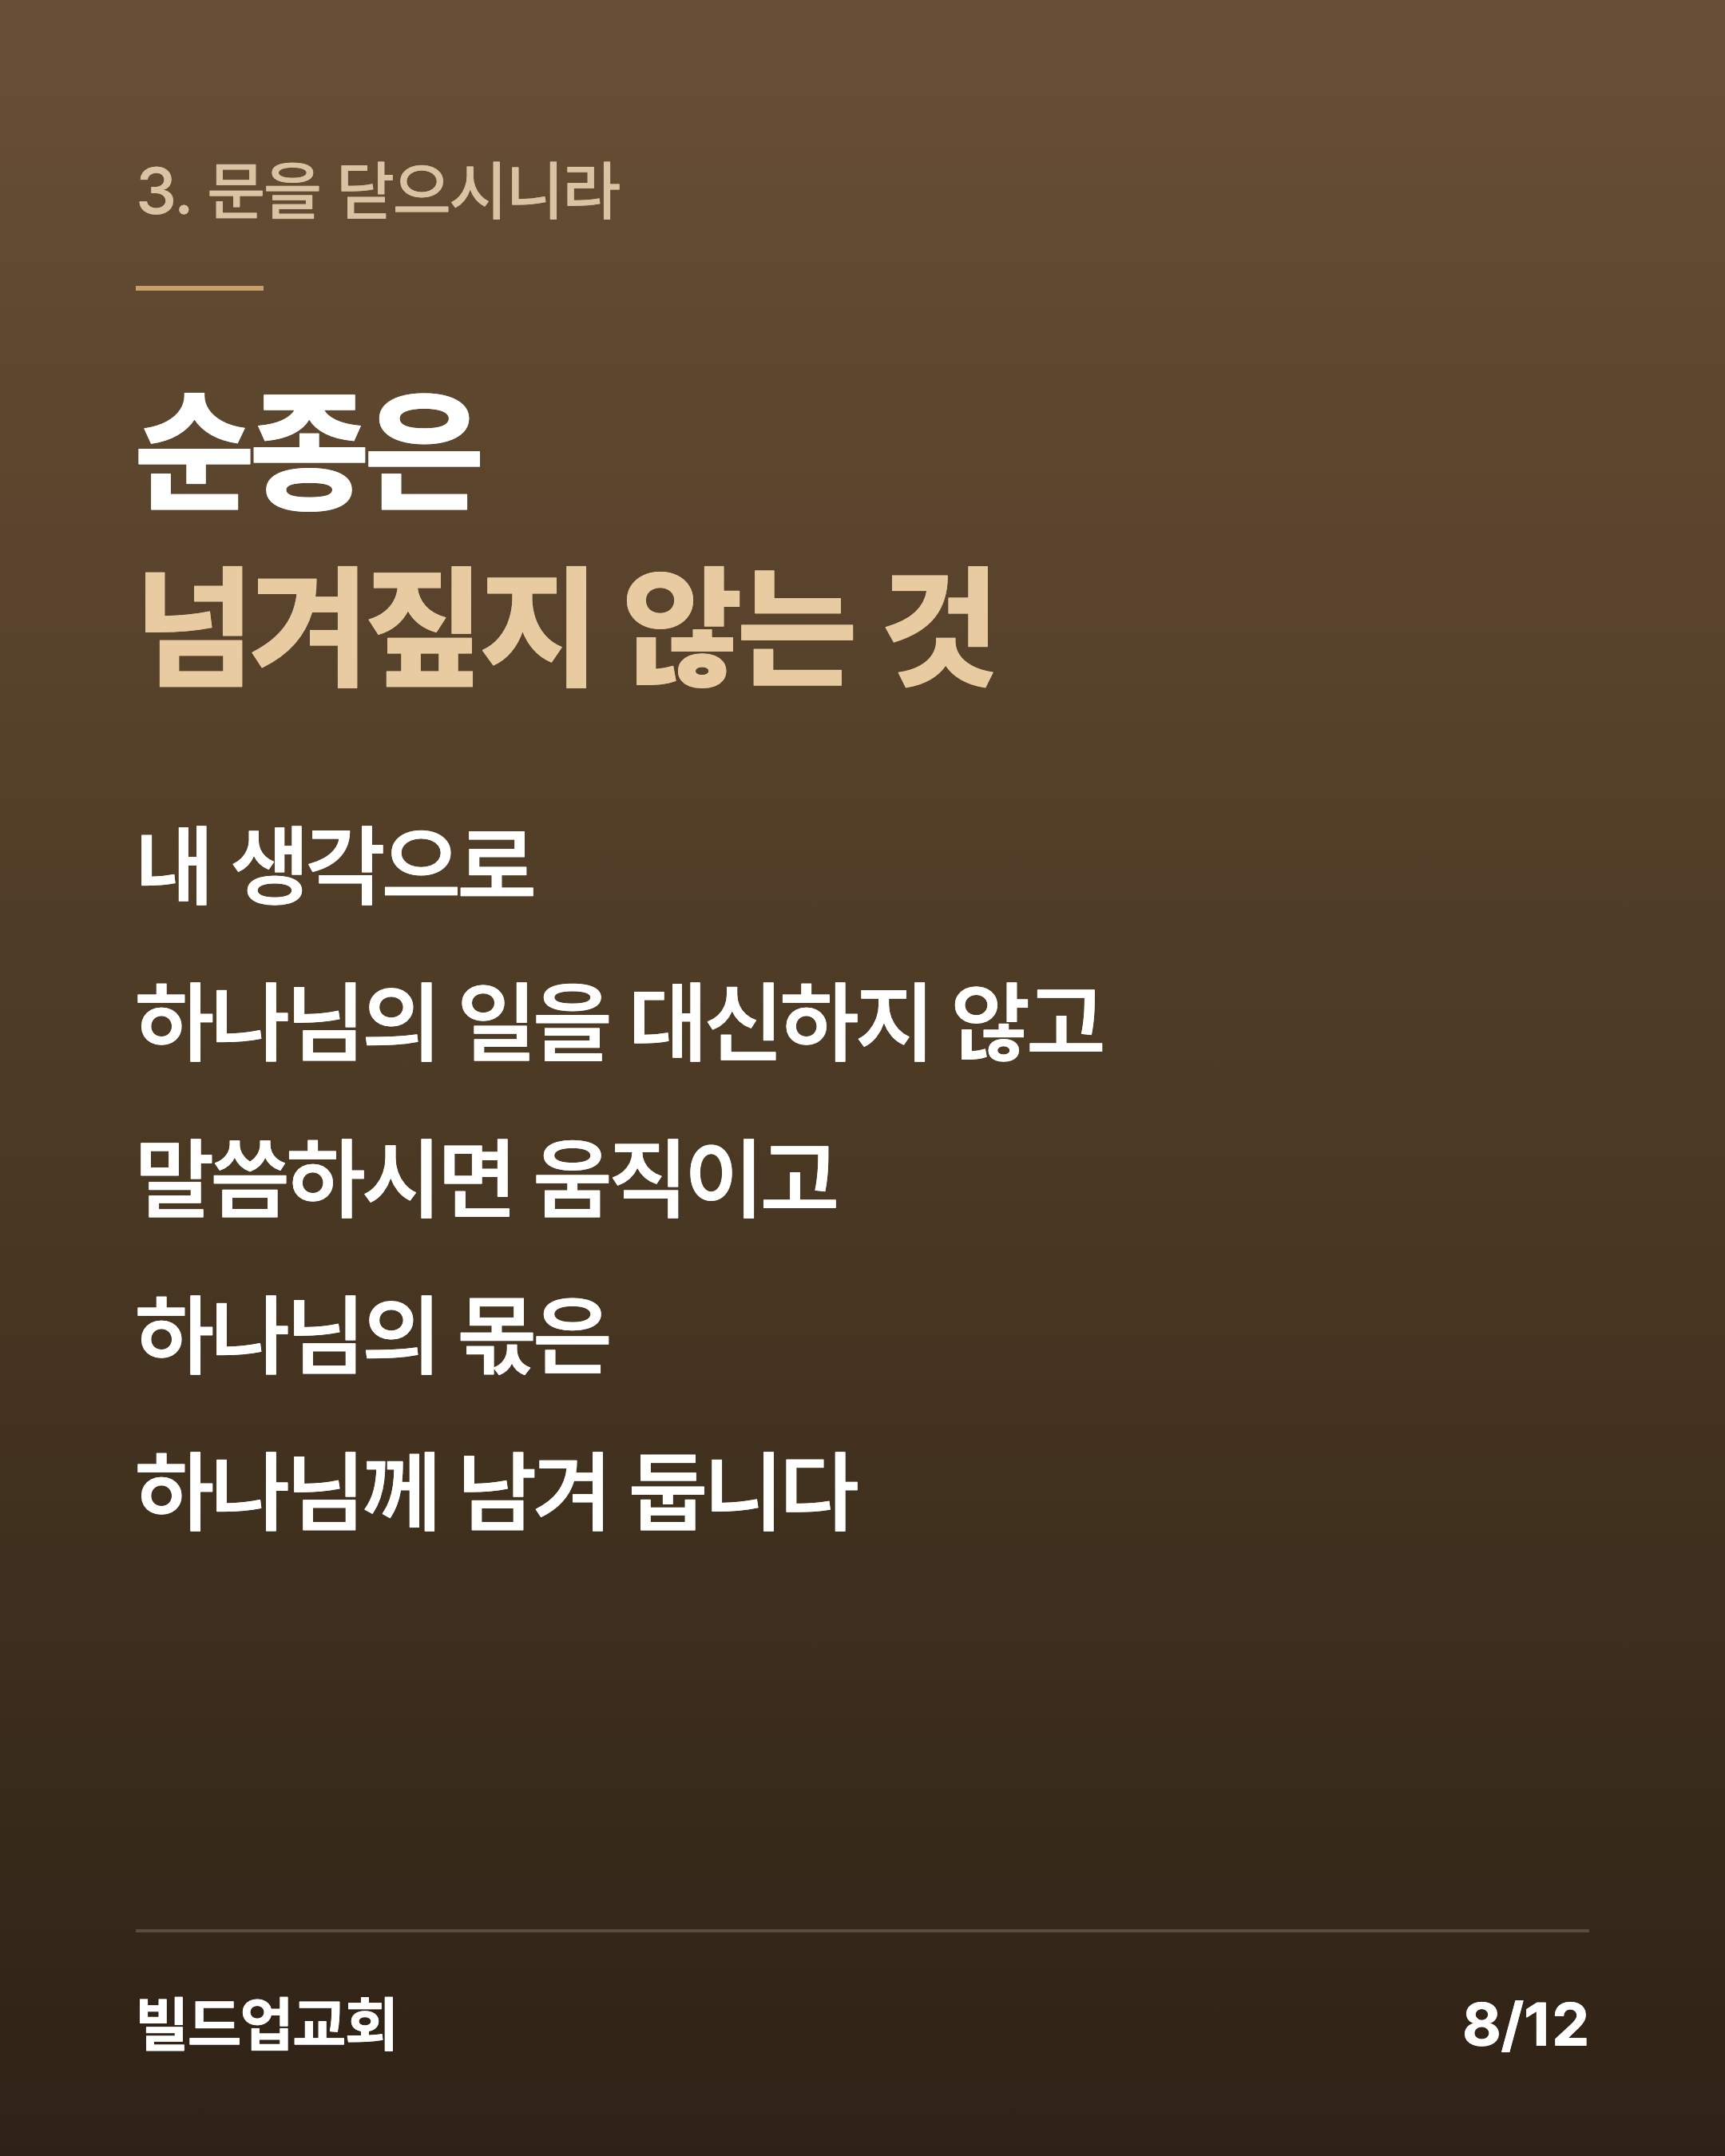 3. 문을 닫으시니라
순종은
넘겨짚지 않는 것
내 생각으로
하나님의 일을 대신하지 않고
말씀하시면 움직이고
하나님의 몫은
하나님께 남겨 둡니다
빌드업교회
8/12